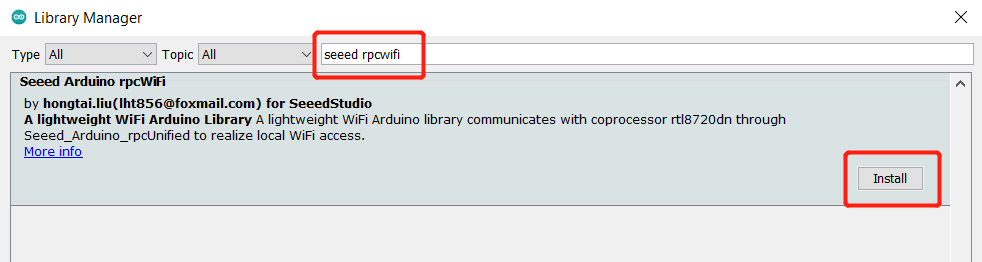 Library Manager
Type All Topic All seeed rpcwifi
Seeed Arduino rpcWiFi
by hongtai.liu(lht856@foxmail.com) for SeeedStudio
A lightweight WiFi Arduino Library A lightweight WiFi Arduino library communicates with coprocessor rtl8720dn through
Seeed_Arduino_rpcUnified to realize local WiFi access.
More info
Install